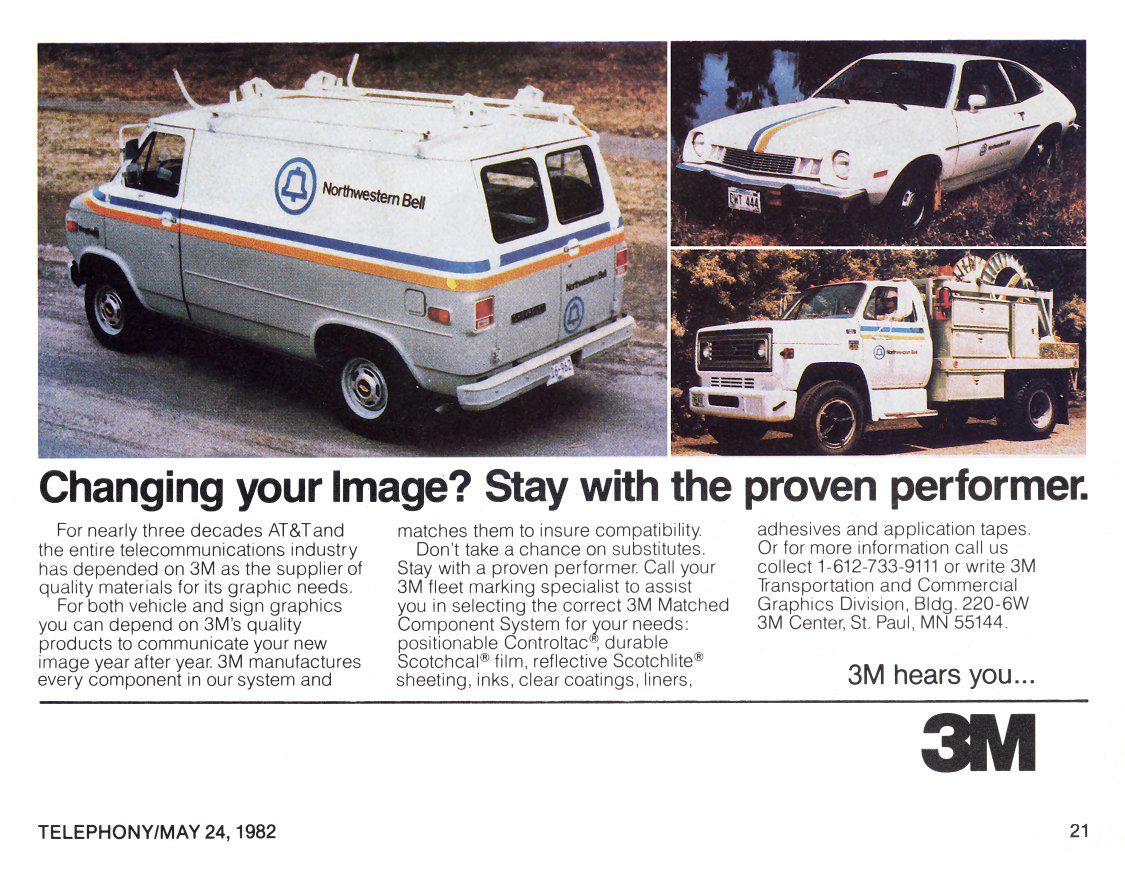 Northwestern Bell
Northwestern Bell
Northwestern Bell
Changing your Image? Stay with the proven performer.
For nearly three decades AT&T and
the entire telecommunications industry
has depended on 3M as the supplier of
quality materials for its graphic needs.
For both vehicle and sign graphics
you can depend on 3M's quality
products to communicate your new
image year after year. 3M manufactures
every component in our system and
matches them to insure compatibility.
Don't take a chance on substitutes.
Stay with a proven performer. Call your
3M fleet marking specialist to assist
you in selecting the correct 3M Matched
Component System for your needs:
positionable Controltac®, durable
Scotchcal® film, reflective Scotchlite®
sheeting, inks, clear coatings, liners,
adhesives and application tapes.
Or for more information call us
collect 1-612-733-9111 or write 3M
Transportation and Commercial
Graphics Division, Bldg. 220-6W
3M Center, St. Paul, MN 55144.
3M hears you...
3M
TELEPHONY/MAY 24, 1982
21